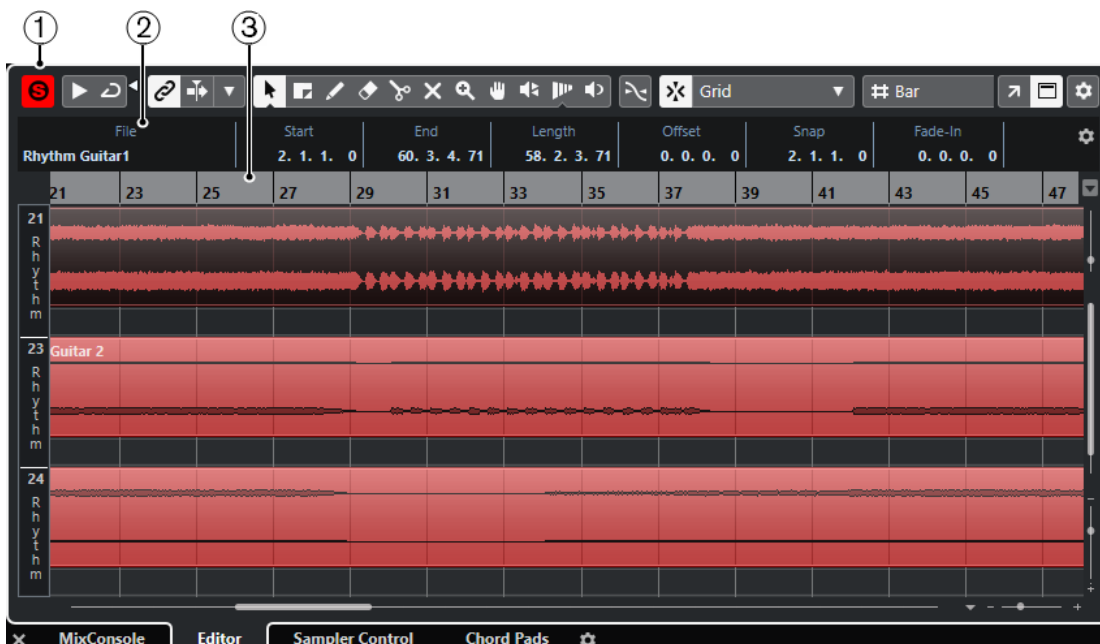 1 2 3
S Grid Bar
File Start End Length Offset Snap Fade-In
Rhythm Guitar1 2. 1. 1. 0 60. 3. 4. 71 58. 2. 3. 71 0. 0. 0. 0 2. 1. 1. 0 0. 0. 0. 0
21 23 25 27 29 31 33 35 37 39 41 43 45 47
21
Rhythm
23 Guitar 2
Rhythm
24
Rhythm
MixConsole Editor Sampler Control Chord Pads